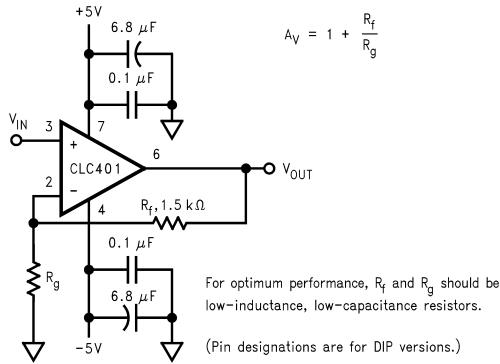 +5V
6.8 μF
A_V = 1 + R_f / R_g
0.1 μF
V_IN
3
7
+
CLC401
6
V_OUT
2
−
4
R_f, 1.5 kΩ
0.1 μF
R_g
6.8 μF
-5V
For optimum performance, R_f and R_g should be
low-inductance, low-capacitance resistors.
(Pin designations are for DIP versions.)